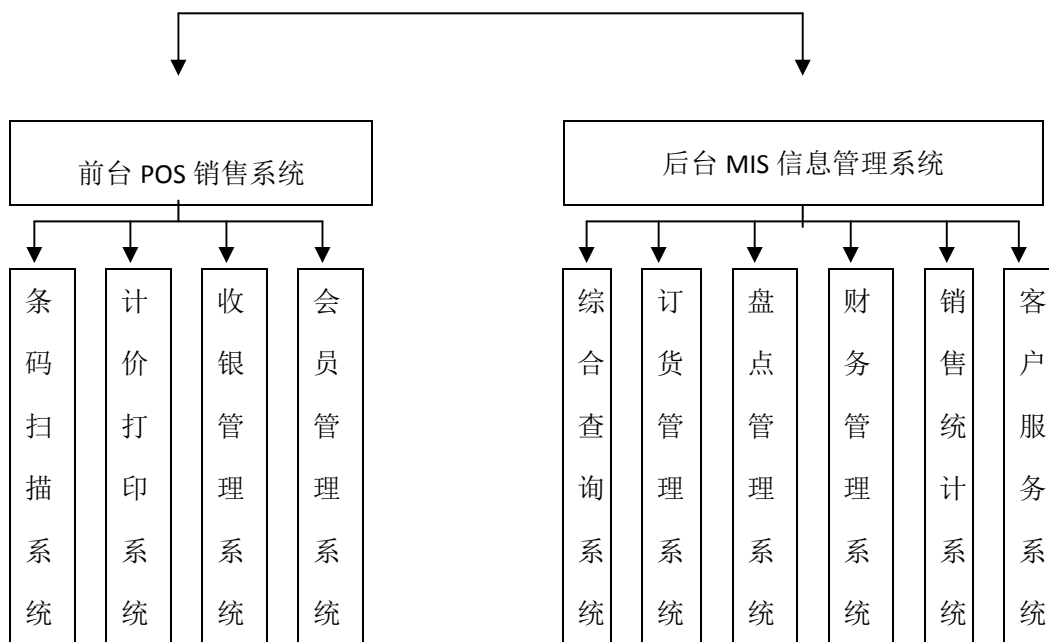 前台 POS 销售系统
后台 MIS 信息管理系统
条码扫描系统
计价打印系统
收银管理系统
会员管理系统
综合查询系统
订货管理系统
盘点管理系统
财务管理系统
销售统计系统
客户服务系统